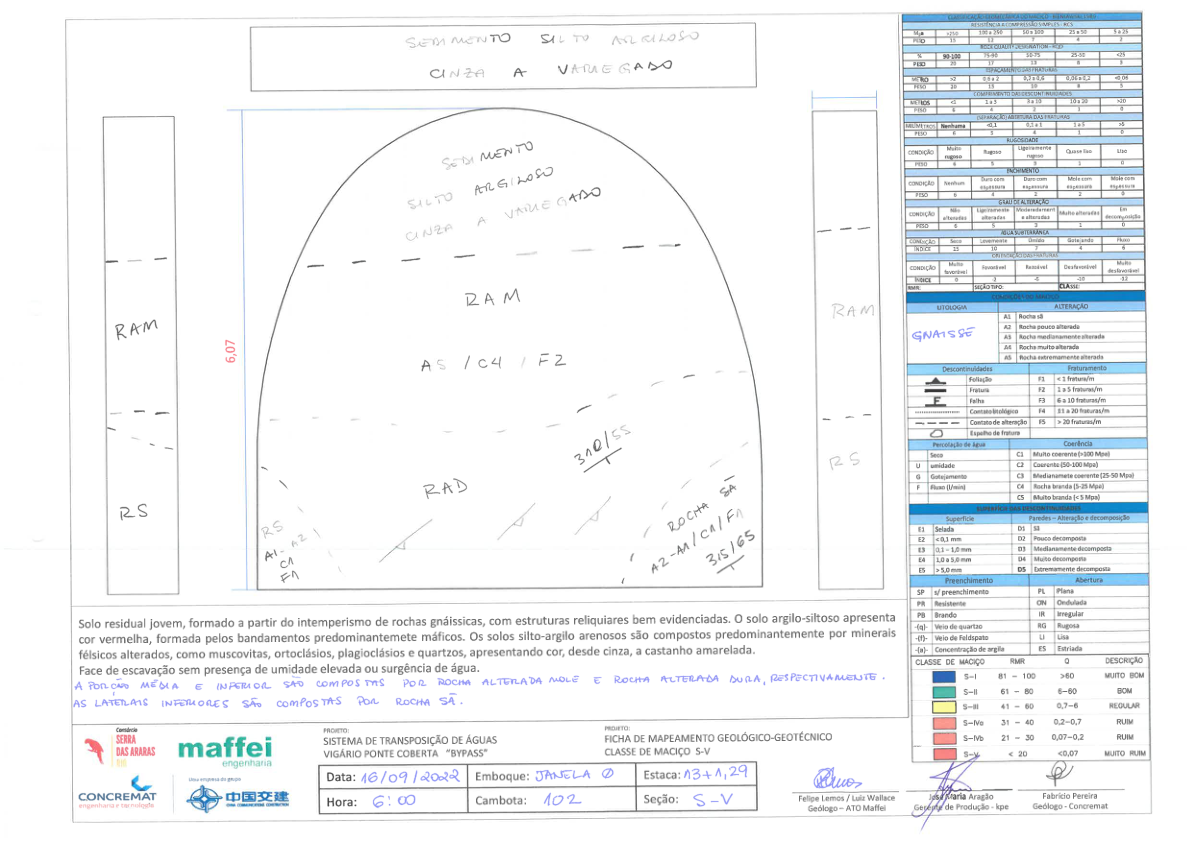 SEDIMENTO SILTO ARGILOSO
CINZA A VARIEGADO
SEDIMENTO
SILTO ARGILOSO
CINZA A VARIEGADO
RAM
RAM
RAM
6,07
A5 / C4 / F2
310/55
RS
RAD
RS
RS
A1-A2
C1
F1
ROCHA SÃ
A2-A1/C1/F1
315/65
Solo residual jovem, formado a partir do intemperismo de rochas gnáissicas, com estruturas reliquiares bem evidenciadas. O solo argilo-siltoso apresenta
cor vermelha, formada pelos bandamentos predominantemete máficos. Os solos silto-argilo arenosos são compostos predominantemente por minerais
félsicos alterados, como muscovitas, ortoclásios, plagioclásios e quartzos, apresentando cor, desde cinza, a castanho amarelada.
Face de escavação sem presença de umidade elevada ou surgência de água.
A PORÇÃO MÉDIA E INFERIOR SÃO COMPOSTAS POR ROCHA ALTERADA MOLE E ROCHA ALTERADA DURA, RESPECTIVAMENTE.
AS LATERAIS INFERIORES SÃO COMPOSTAS POR ROCHA SÃ.
RESISTÊNCIA A COMPRESSÃO SIMPLES - RCS
MPa >250 100 a 250 50 a 100 25 a 50 5 a 25
PESO 15 12 7 4 2
ROCK QUALITY DESIGNATION - RQD
% 90-100 75-90 50-75 25-50 <25
PESO 20 17 13 8 3
ESPAÇAMENTO DAS FRATURAS
METRO >2 0,6 a 2 0,2 a 0,6 0,06 a 0,2 <0,06
PESO 20 15 10 8 5
COMPRIMENTO DAS DESCONTINUIDADES
METROS <1 1 a 3 3 a 10 10 a 20 >20
PESO 6 4 2 1 0
(SEPARAÇÃO) ABERTURA DAS FRATURAS
MILÍMETROS Nenhuma <0,1 0,1 a 1 1 a 5 >5
PESO 6 5 4 1 0
RUGOSIDADE
CONDIÇÃO Muito rugoso Rugoso Ligeiramente rugoso Quase liso Liso
PESO 6 5 3 1 0
ENCHIMENTO
CONDIÇÃO Nenhum Duro com espessura Duro com espessura Mole com espessura Mole com espessura
PESO 6 4 2 2 0
GRAU DE ALTERAÇÃO
CONDIÇÃO Não alteradas Ligeiramente alteradas Moderadamente alteradas Muito alteradas Em decomposição
PESO 6 5 3 1 0
ÁGUA SUBTERRÂNEA
CONDIÇÃO Seco Levemente Úmido Gotejando Fluxo
ÍNDICE 15 10 7 4 0
ORIENTAÇÃO DAS FRATURAS
CONDIÇÃO Muito favorável Favorável Razoável Desfavorável Muito desfavorável
ÍNDICE 0 -2 -5 -10 -12
RMR: SEÇÃO TIPO: CLASSE:
CONDIÇÕES DO MACIÇO
LITOLOGIA ALTERAÇÃO
GNAISSE
A1 Rocha sã
A2 Rocha pouco alterada
A3 Rocha medianamente alterada
A4 Rocha muito alterada
A5 Rocha extremamente alterada
Descontinuidades Fraturamento
Foliação F1 < 1 fratura/m
Fratura F2 1 a 5 fraturas/m
F Falha F3 6 a 10 fraturas/m
Contato litológico F4 11 a 20 fraturas/m
Contato de alteração F5 > 20 fraturas/m
Espelho de fratura
Percolação de água Coerência
Seco C1 Muito coerente (>100 Mpa)
U umidade C2 Coerente (50-100 Mpa)
G Gotejamento C3 Medianamete coerente (25-50 Mpa)
F Fluxo (l/min) C4 Rocha branda (5-25 Mpa)
C5 Muito branda (< 5 Mpa)
SUPERFÍCIE DAS DESCONTINUIDADES
Superfície Paredes – Alteração e decomposição
E1 Selada D1 Sã
E2 < 0,1 mm D2 Pouco decomposta
E3 0,1 – 1,0 mm D3 Medianamente decomposta
E4 1,0 a 5,0 mm D4 Muito decomposta
E5 > 5,0 mm D5 Extremamente decomposta
Preenchimento Abertura
SP s/ preenchimento PL Plana
PR Resistente ON Ondulada
PB Brando IR Irregular
-(q)- Veio de quartzo RG Rugosa
-(f)- Veio de Feldspato LI Lisa
-(a)- Concentração de argila ES Estriada
CLASSE DE MACIÇO RMR Q DESCRIÇÃO
S-I 81 - 100 >60 MUITO BOM
S-II 61 - 80 6-60 BOM
S-III 41 - 60 0,7-6 REGULAR
S-IVa 31 - 40 0,2-0,7 RUIM
S-IVb 21 - 30 0,07-0,2 RUIM
S-V < 20 <0,07 MUITO RUIM
Consórcio
SERRA
DAS ARARAS
RIO
maffei
engenharia
CONCREMAT
engenharia e tecnologia
Uma empresa do grupo
中国交建
CHINA COMMUNICATIONS CONSTRUCTION
PROJETO:
SISTEMA DE TRANSPOSIÇÃO DE ÁGUAS
VIGÁRIO PONTE COBERTA "BYPASS"
PROJETO:
FICHA DE MAPEAMENTO GEOLÓGICO-GEOTÉCNICO
CLASSE DE MACIÇO S-V
Data: 16/09/2022 Emboque: JANELA 0 Estaca: 13+1,29
Hora: 6:00 Cambota: 102 Seção: S-V
Felipe Lemos / Luiz Wallace
Geólogo – ATO Maffei
José Maria Aragão
Gerente de Produção - kpe
Fabrício Pereira
Geólogo - Concremat